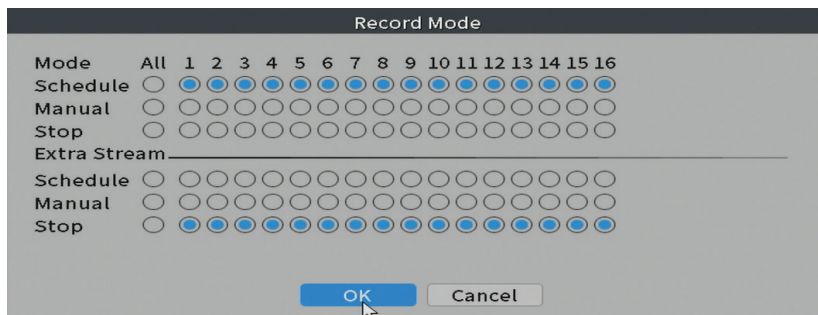 Record Mode
Mode All 1 2 3 4 5 6 7 8 9 10 11 12 13 14 15 16
Schedule
Manual
Stop
Extra Stream
Schedule
Manual
Stop
OK Cancel